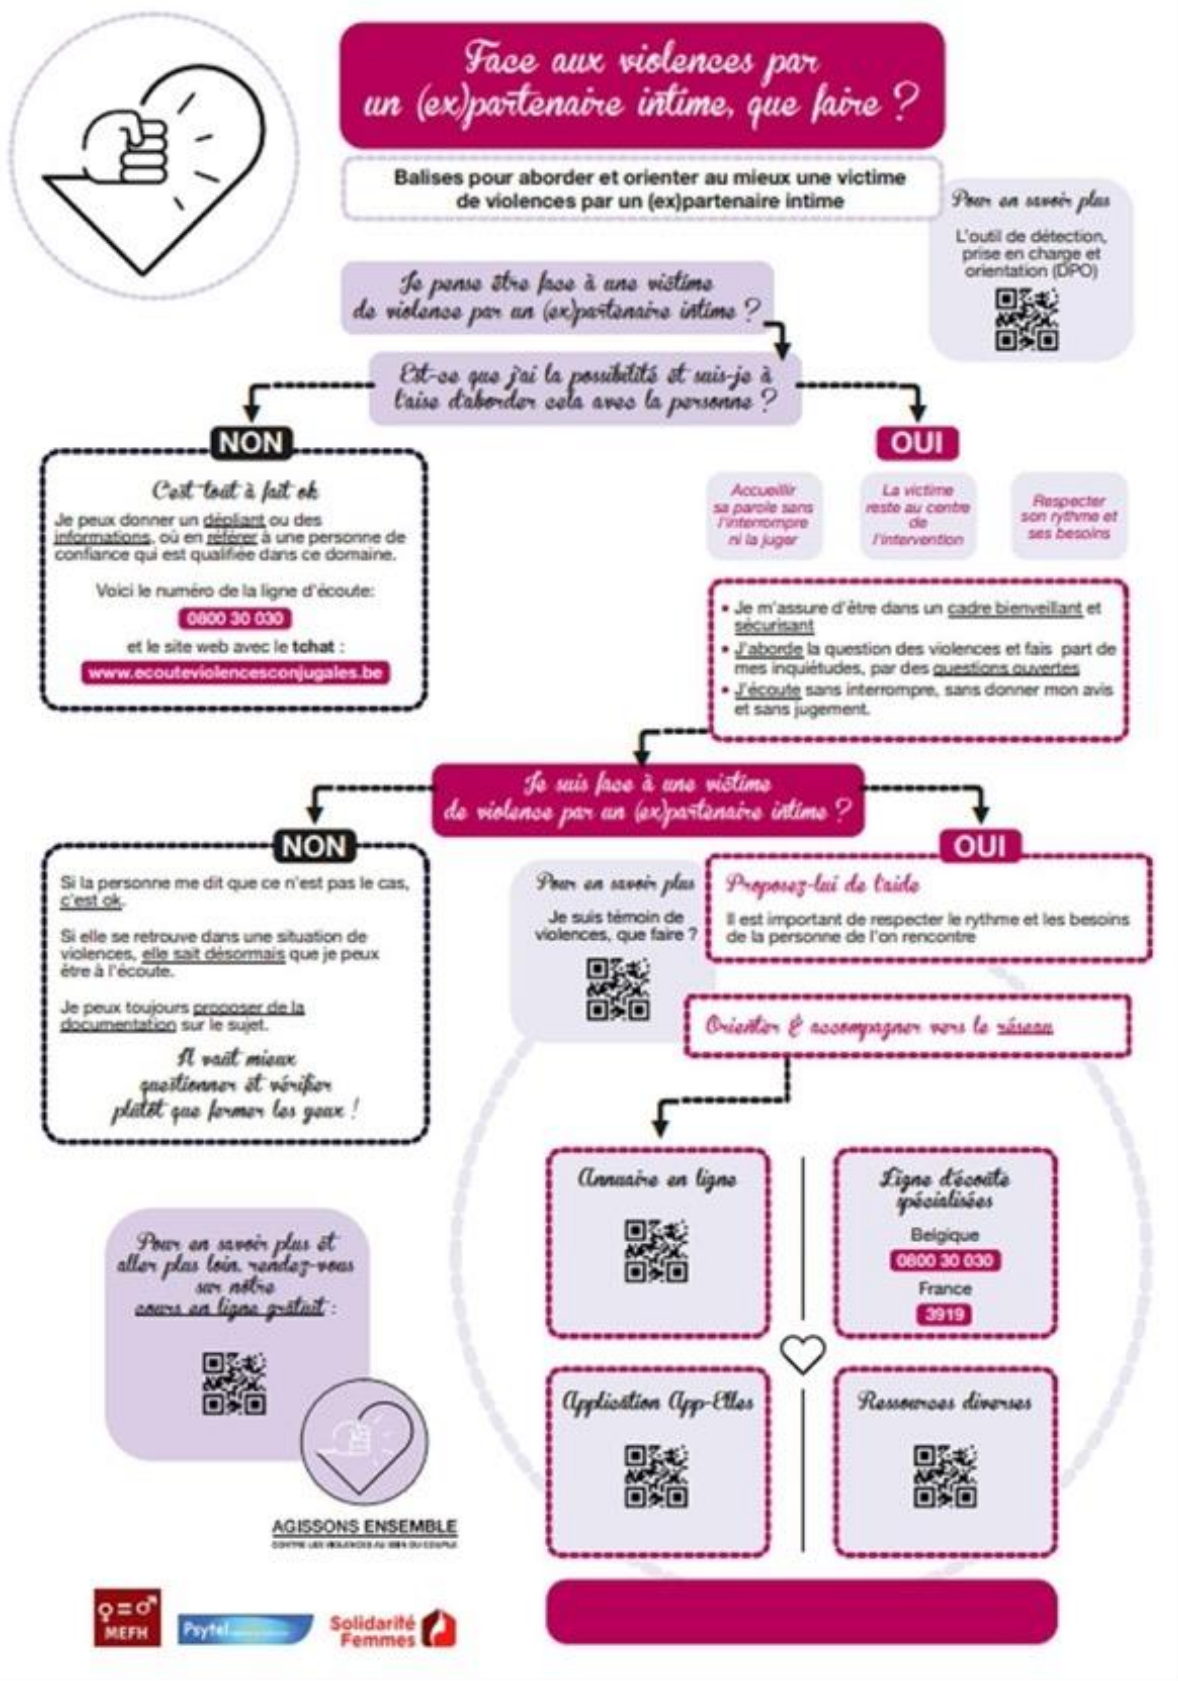 Face aux violences par
un (ex)partenaire intime, que faire ?
Balises pour aborder et orienter au mieux une victime
de violences par un (ex)partenaire intime
Pour en savoir plus
L'outil de détection,
prise en charge et
orientation (DPO)
Je pense être face à une victime
de violence par un (ex)partenaire intime ?
Est-ce que j'ai la possibilité et suis-je à
l'aise d'aborder cela avec la personne ?
NON
C'est tout à fait ok
Je peux donner un dépliant ou des
informations, où en référer à une personne de
confiance qui est qualifiée dans ce domaine.
Voici le numéro de la ligne d'écoute:
0800 30 030
et le site web avec le tchat :
www.ecouteviolencesconjugales.be
OUI
Accueillir
sa parole sans
l'interrompre
ni la juger
La victime
reste au centre
de
l'intervention
Respecter
son rythme et
ses besoins
• Je m'assure d'être dans un cadre bienveillant et
sécurisant
• J'aborde la question des violences et fais part de
mes inquiétudes, par des questions ouvertes
• J'écoute sans interrompre, sans donner mon avis
et sans jugement.
Je suis face à une victime
de violence par un (ex)partenaire intime ?
NON
Si la personne me dit que ce n'est pas le cas,
c'est ok.
Si elle se retrouve dans une situation de
violences, elle sait désormais que je peux
être à l'écoute.
Je peux toujours proposer de la
documentation sur le sujet.
Il vaut mieux
questionner et vérifier
plutôt que fermer les yeux !
Pour en savoir plus
Je suis témoin de
violences, que faire ?
OUI
Proposez-lui de l'aide
Il est important de respecter le rythme et les besoins
de la personne de l'on rencontre
Orienter & accompagner vers le réseau
Annuaire en ligne
Ligne d'écoute
spécialisées
Belgique
0800 30 030
France
3919
Application App-Elles
Ressources diverses
Pour en savoir plus et
aller plus loin, rendez-vous
sur notre
cours en ligne gratuit :
AGISSONS ENSEMBLE
CONTRE LES VIOLENCES AU SEIN DU COUPLE
MEFH
Psytel
Solidarité
Femmes